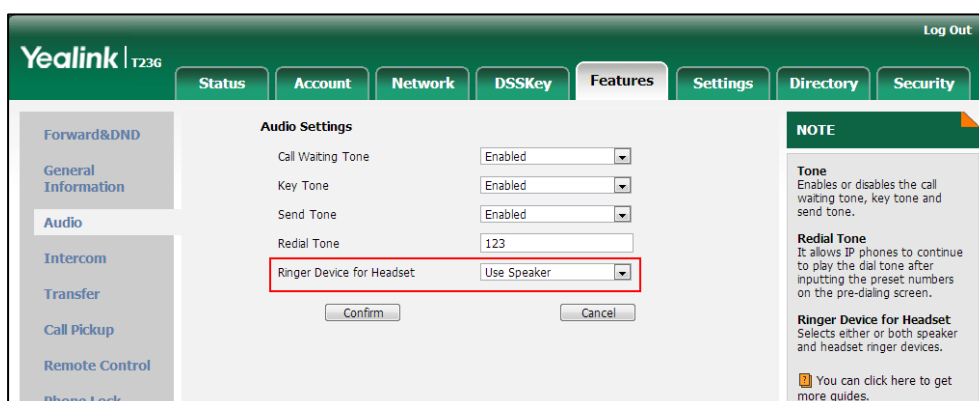 Log Out
Yealink | T23G
Status Account Network DSSKey Features Settings Directory Security
Forward&DND
General
Information
Audio
Intercom
Transfer
Call Pickup
Remote Control
Phone Lock
Audio Settings
Call Waiting Tone Enabled
Key Tone Enabled
Send Tone Enabled
Redial Tone 123
Ringer Device for Headset Use Speaker
Confirm Cancel
NOTE
Tone
Enables or disables the call
waiting tone, key tone and
send tone.
Redial Tone
It allows IP phones to continue
to play the dial tone after
inputting the preset numbers
on the pre-dialing screen.
Ringer Device for Headset
Selects either or both speaker
and headset ringer devices.
? You can click here to get
more guides.